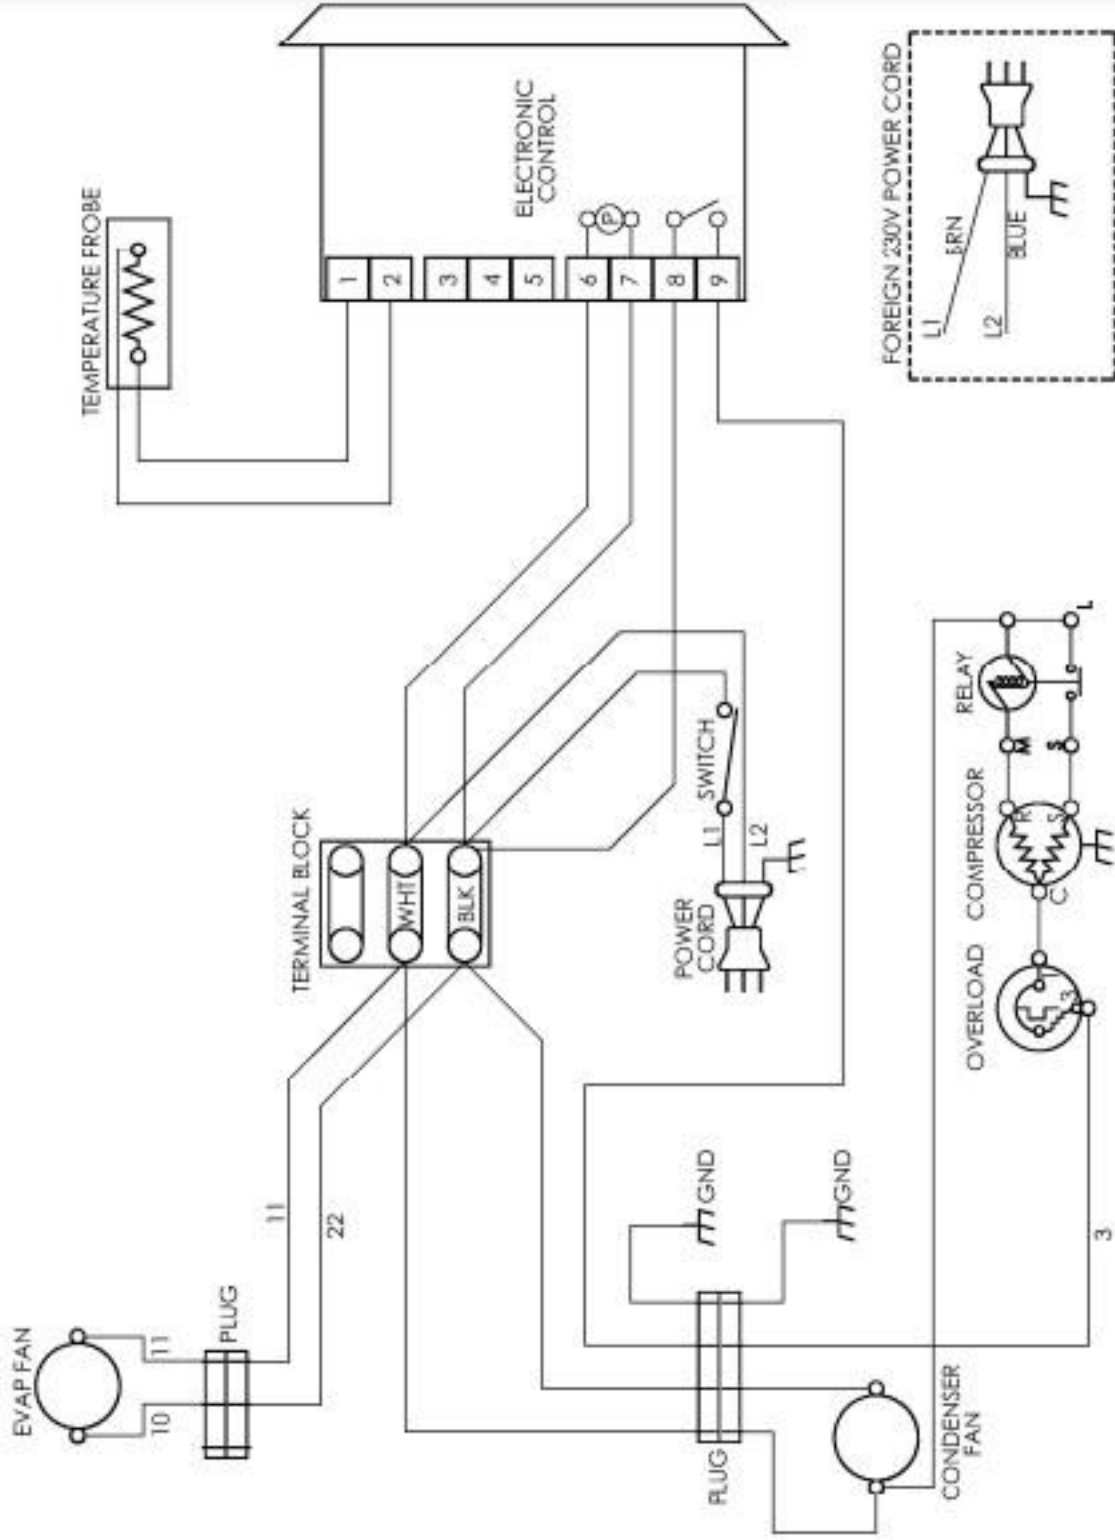 EVAP FAN
TEMPERATURE FROBE
10
11
PLUG
11
22
TERMINAL BLOCK
WHT
BLK
1
2
3
4
5
6
7
8
9
ELECTRONIC
CONTROL
P
POWER
CORD
L1
L2
SWITCH
PLUG
GND
GND
CONDENSER
FAN
3
OVERLOAD
1
3
COMPRESSOR
C
R
S
RELAY
M
S
L
FOREIGN 230V POWER CORD
L1
BRN
L2
BLUE